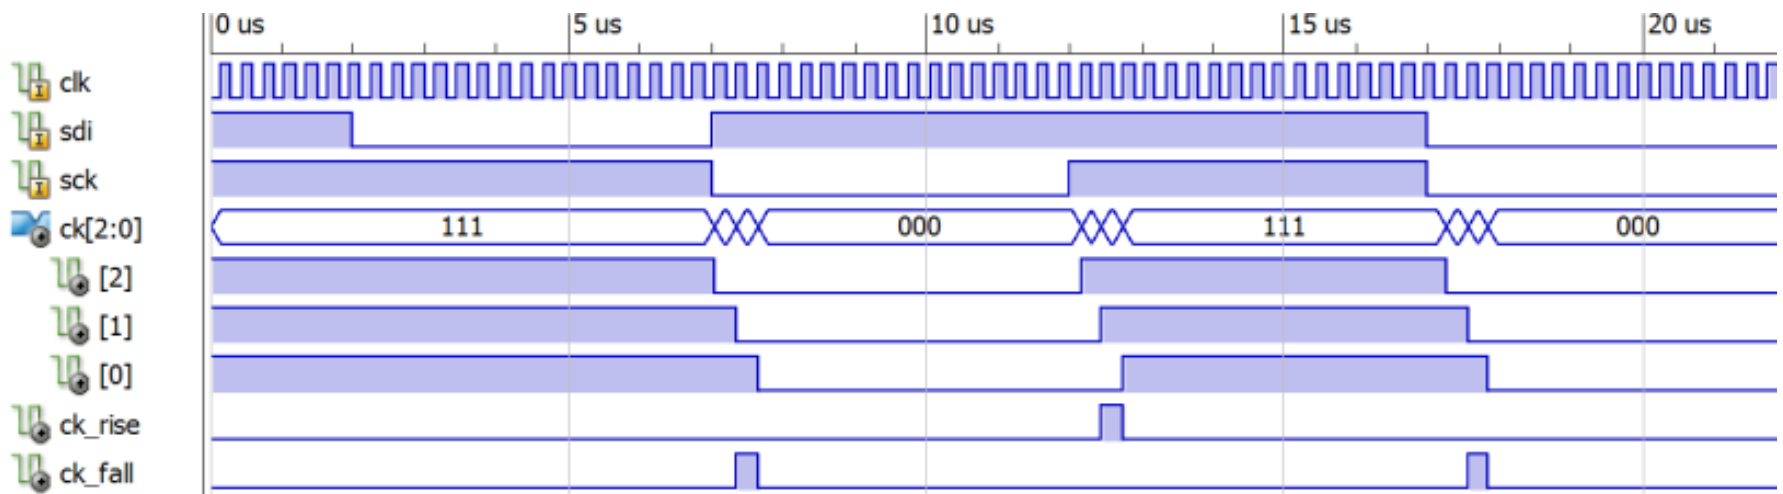 0 us 5 us 10 us 15 us 20 us
clk
sdi
sck
ck[2:0] 111 000 111 000
[2]
[1]
[0]
ck_rise
ck_fall